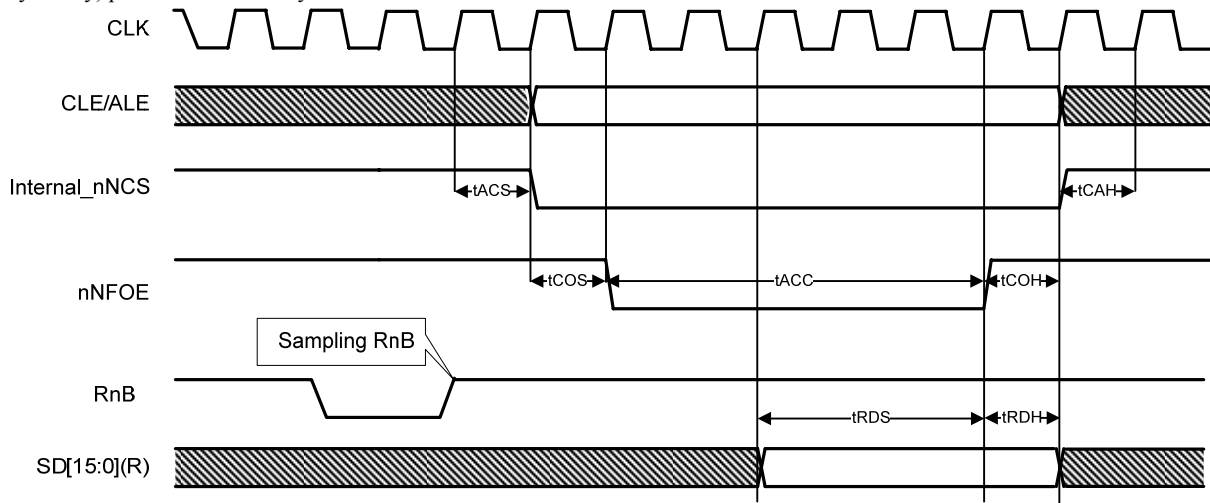 CLK
CLE/ALE
Internal_nNCS
tACS
tCAH
nNFOE
tCOS
tACC
tCOH
Sampling RnB
RnB
tRDS
tRDH
SD[15:0](R)